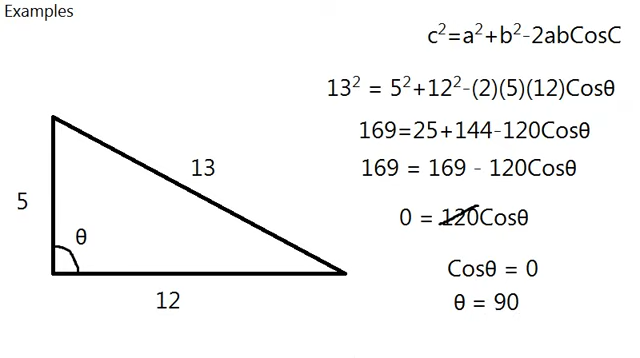 Examples
c²=a²+b²-2abCosC
13² = 5²+12²-(2)(5)(12)Cosθ
169=25+144-120Cosθ
169 = 169 - 120Cosθ
0 = 120Cosθ
Cosθ = 0
θ = 90
13
5
θ
12